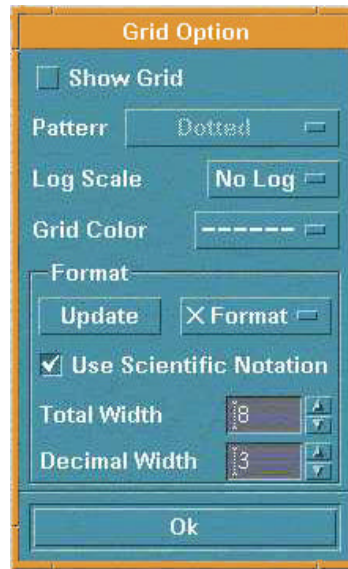 Grid Option
Show Grid
Patterr Dotted
Log Scale No Log
Grid Color
Format
Update X Format
Use Scientific Notation
Total Width 8
Decimal Width 3
Ok